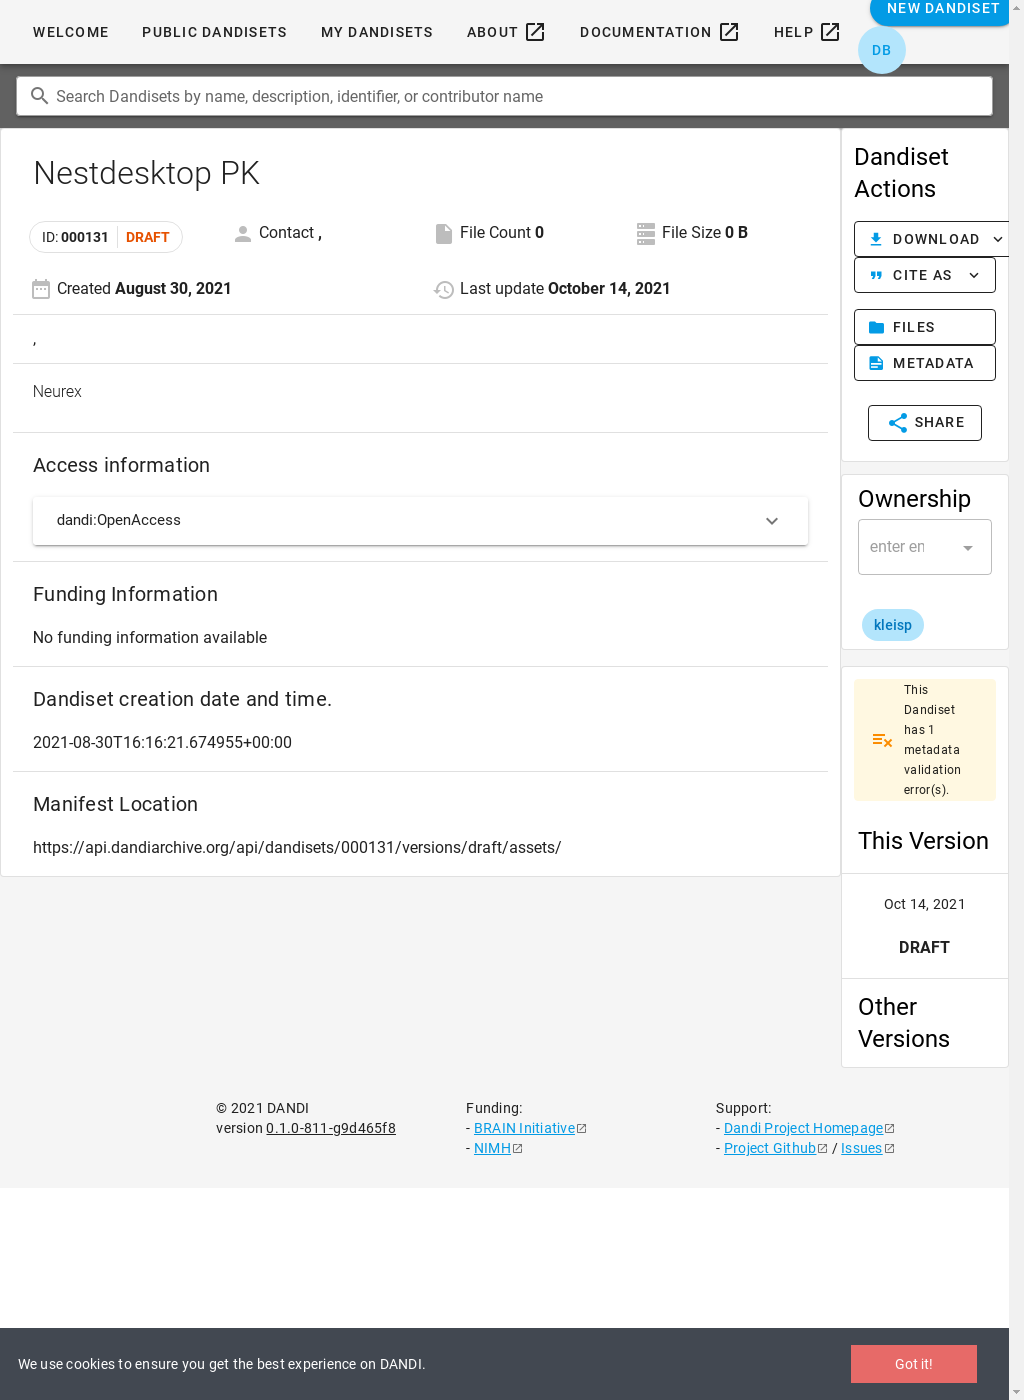 WELCOME PUBLIC DANDISETS MY DANDISETS ABOUT DOCUMENTATION HELP NEW DANDISET
DB
Search Dandisets by name, description, identifier, or contributor name
Nestdesktop PK
ID: 000131 DRAFT Contact , File Count 0 File Size 0 B
Created August 30, 2021 Last update October 14, 2021
,
Neurex
Access information
dandi:OpenAccess
Funding Information
No funding information available
Dandiset creation date and time.
2021-08-30T16:16:21.674955+00:00
Manifest Location
https://api.dandiarchive.org/api/dandisets/000131/versions/draft/assets/
Dandiset
Actions
DOWNLOAD
CITE AS
FILES
METADATA
SHARE
Ownership
enter en
kleisp
This
Dandiset
has 1
metadata
validation
error(s).
This Version
Oct 14, 2021
DRAFT
Other
Versions
© 2021 DANDI
version 0.1.0-811-g9d465f8
Funding:
- BRAIN Initiative
- NIMH
Support:
- Dandi Project Homepage
- Project Github / Issues
We use cookies to ensure you get the best experience on DANDI.
Got it!